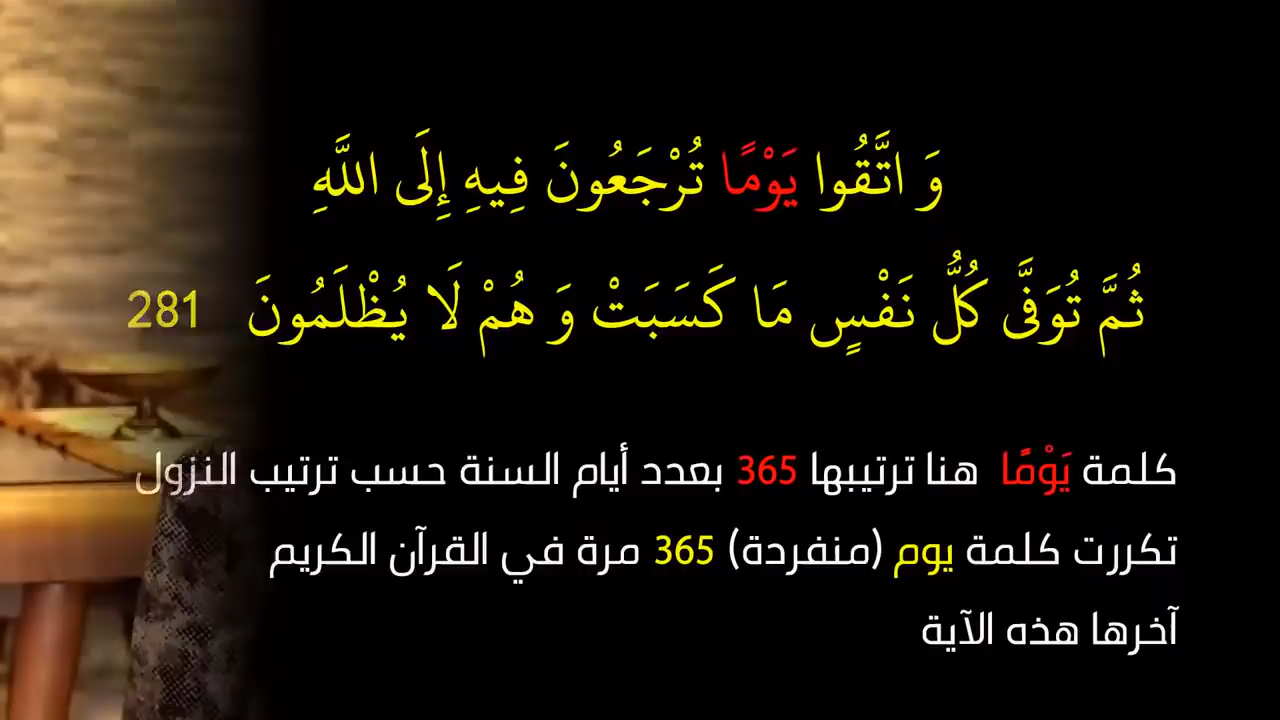 وَ اتَّقُوا يَوْمًا تُرْجَعُونَ فِيهِ إِلَى اللَّهِ
ثُمَّ تُوَفَّى كُلُّ نَفْسٍ مَا كَسَبَتْ وَ هُمْ لَا يُظْلَمُونَ 281
كلمة يَوْمًا هنا ترتيبها 365 بعدد أيام السنة حسب ترتيب النزول
تكررت كلمة يوم (منفردة) 365 مرة في القرآن الكريم
آخرها هذه الآية